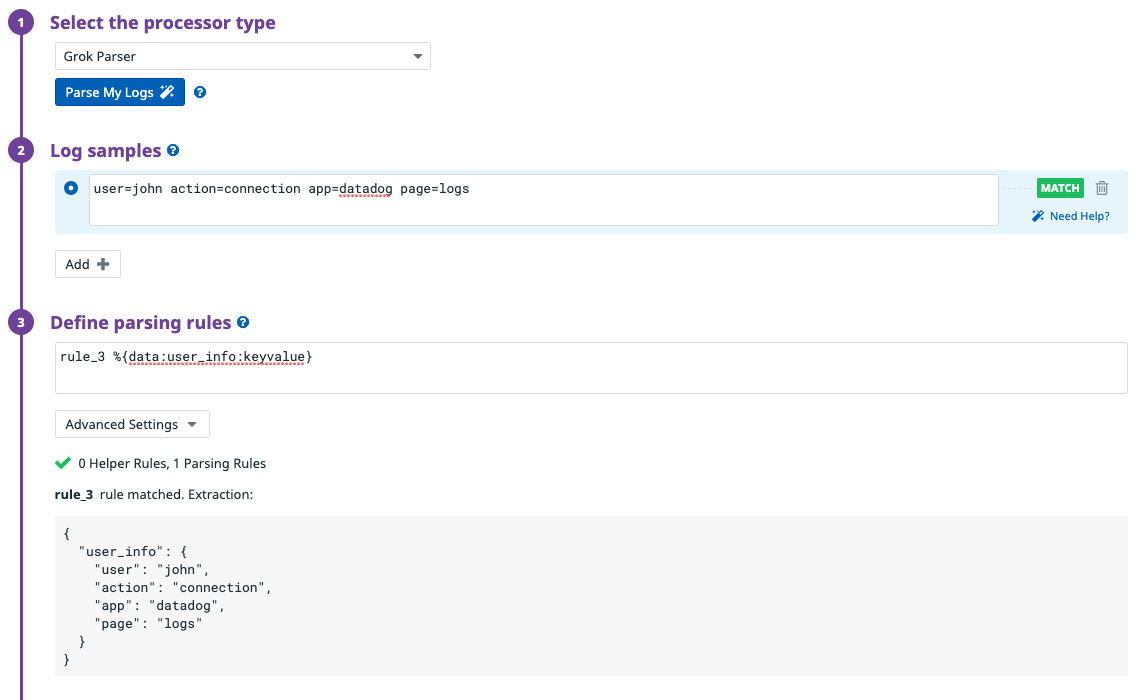 1 Select the processor type
Grok Parser
Parse My Logs ?
2 Log samples ?
user=john action=connection app=datadog page=logs MATCH
Need Help?
Add
3 Define parsing rules ?
rule_3 %{data:user_info:keyvalue}
Advanced Settings
0 Helper Rules, 1 Parsing Rules
rule_3 rule matched. Extraction:
{
"user_info": {
"user": "john",
"action": "connection",
"app": "datadog",
"page": "logs"
}
}